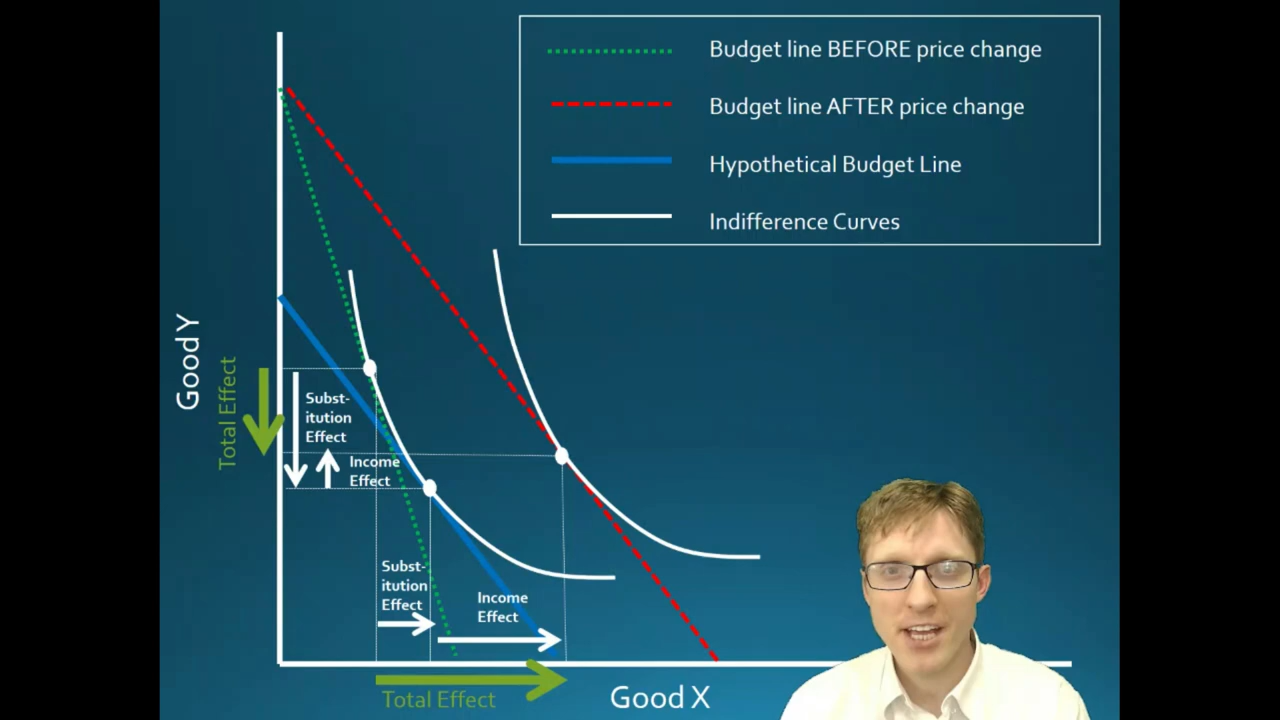 Budget line BEFORE price change
Budget line AFTER price change
Hypothetical Budget Line
Indifference Curves
Good Y
Total Effect
Subst-
itution
Effect
Income
Effect
Subst-
itution
Effect
Income
Effect
Total Effect
Good X